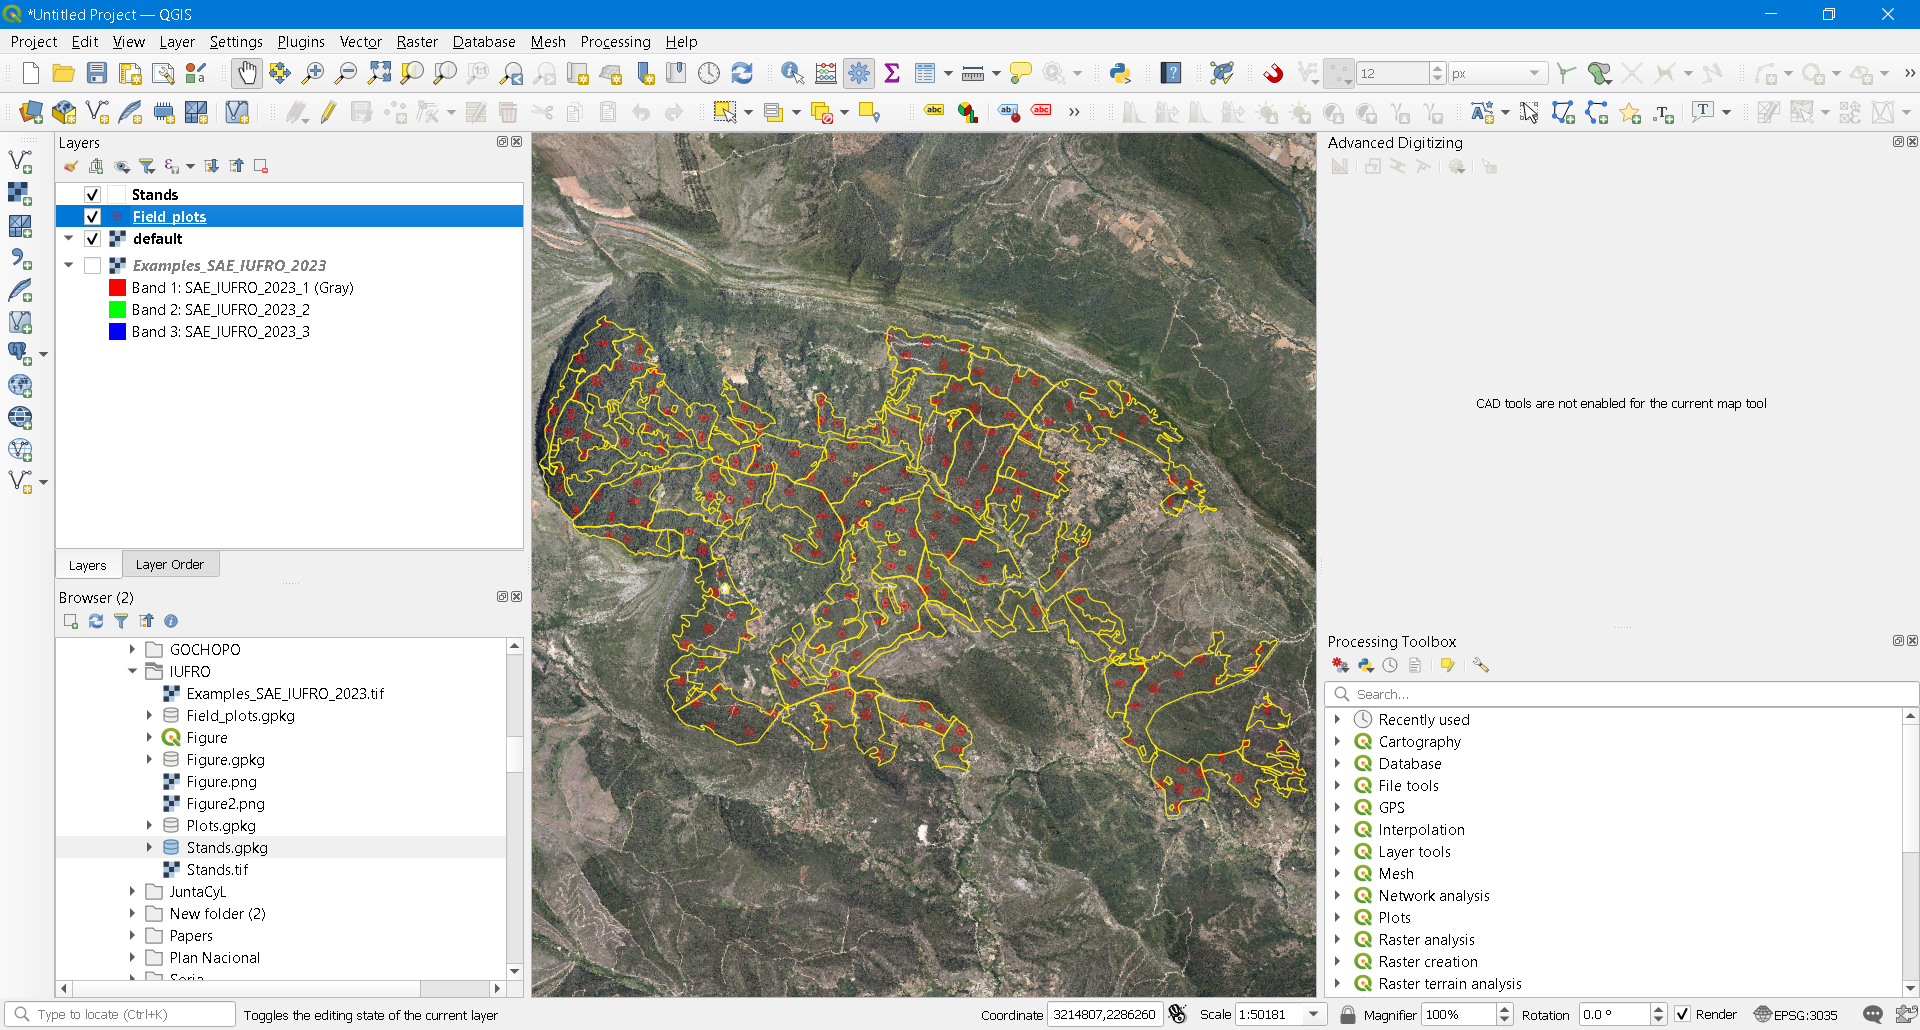 *Untitled Project — QGIS
Project Edit View Layer Settings Plugins Vector Raster Database Mesh Processing Help
12 px
abc abc ab abc T T
Layers
Stands
Field_plots
default
Examples_SAE_IUFRO_2023
Band 1: SAE_IUFRO_2023_1 (Gray)
Band 2: SAE_IUFRO_2023_2
Band 3: SAE_IUFRO_2023_3
Layers Layer Order
Browser (2)
GOCHOPO
IUFRO
Examples_SAE_IUFRO_2023.tif
Field_plots.gpkg
Figure
Figure.gpkg
Figure.png
Figure2.png
Plots.gpkg
Stands.gpkg
Stands.tif
JuntaCyL
New folder (2)
Papers
Plan Nacional
Soria
Advanced Digitizing
CAD tools are not enabled for the current map tool
Processing Toolbox
Search...
Recently used
Cartography
Database
File tools
GPS
Interpolation
Layer tools
Mesh
Network analysis
Plots
Raster analysis
Raster creation
Raster terrain analysis
Type to locate (Ctrl+K) Toggles the editing state of the current layer Coordinate 3214807,2286260 Scale 1:50181 Magnifier 100% Rotation 0.0 ° Render EPSG:3035